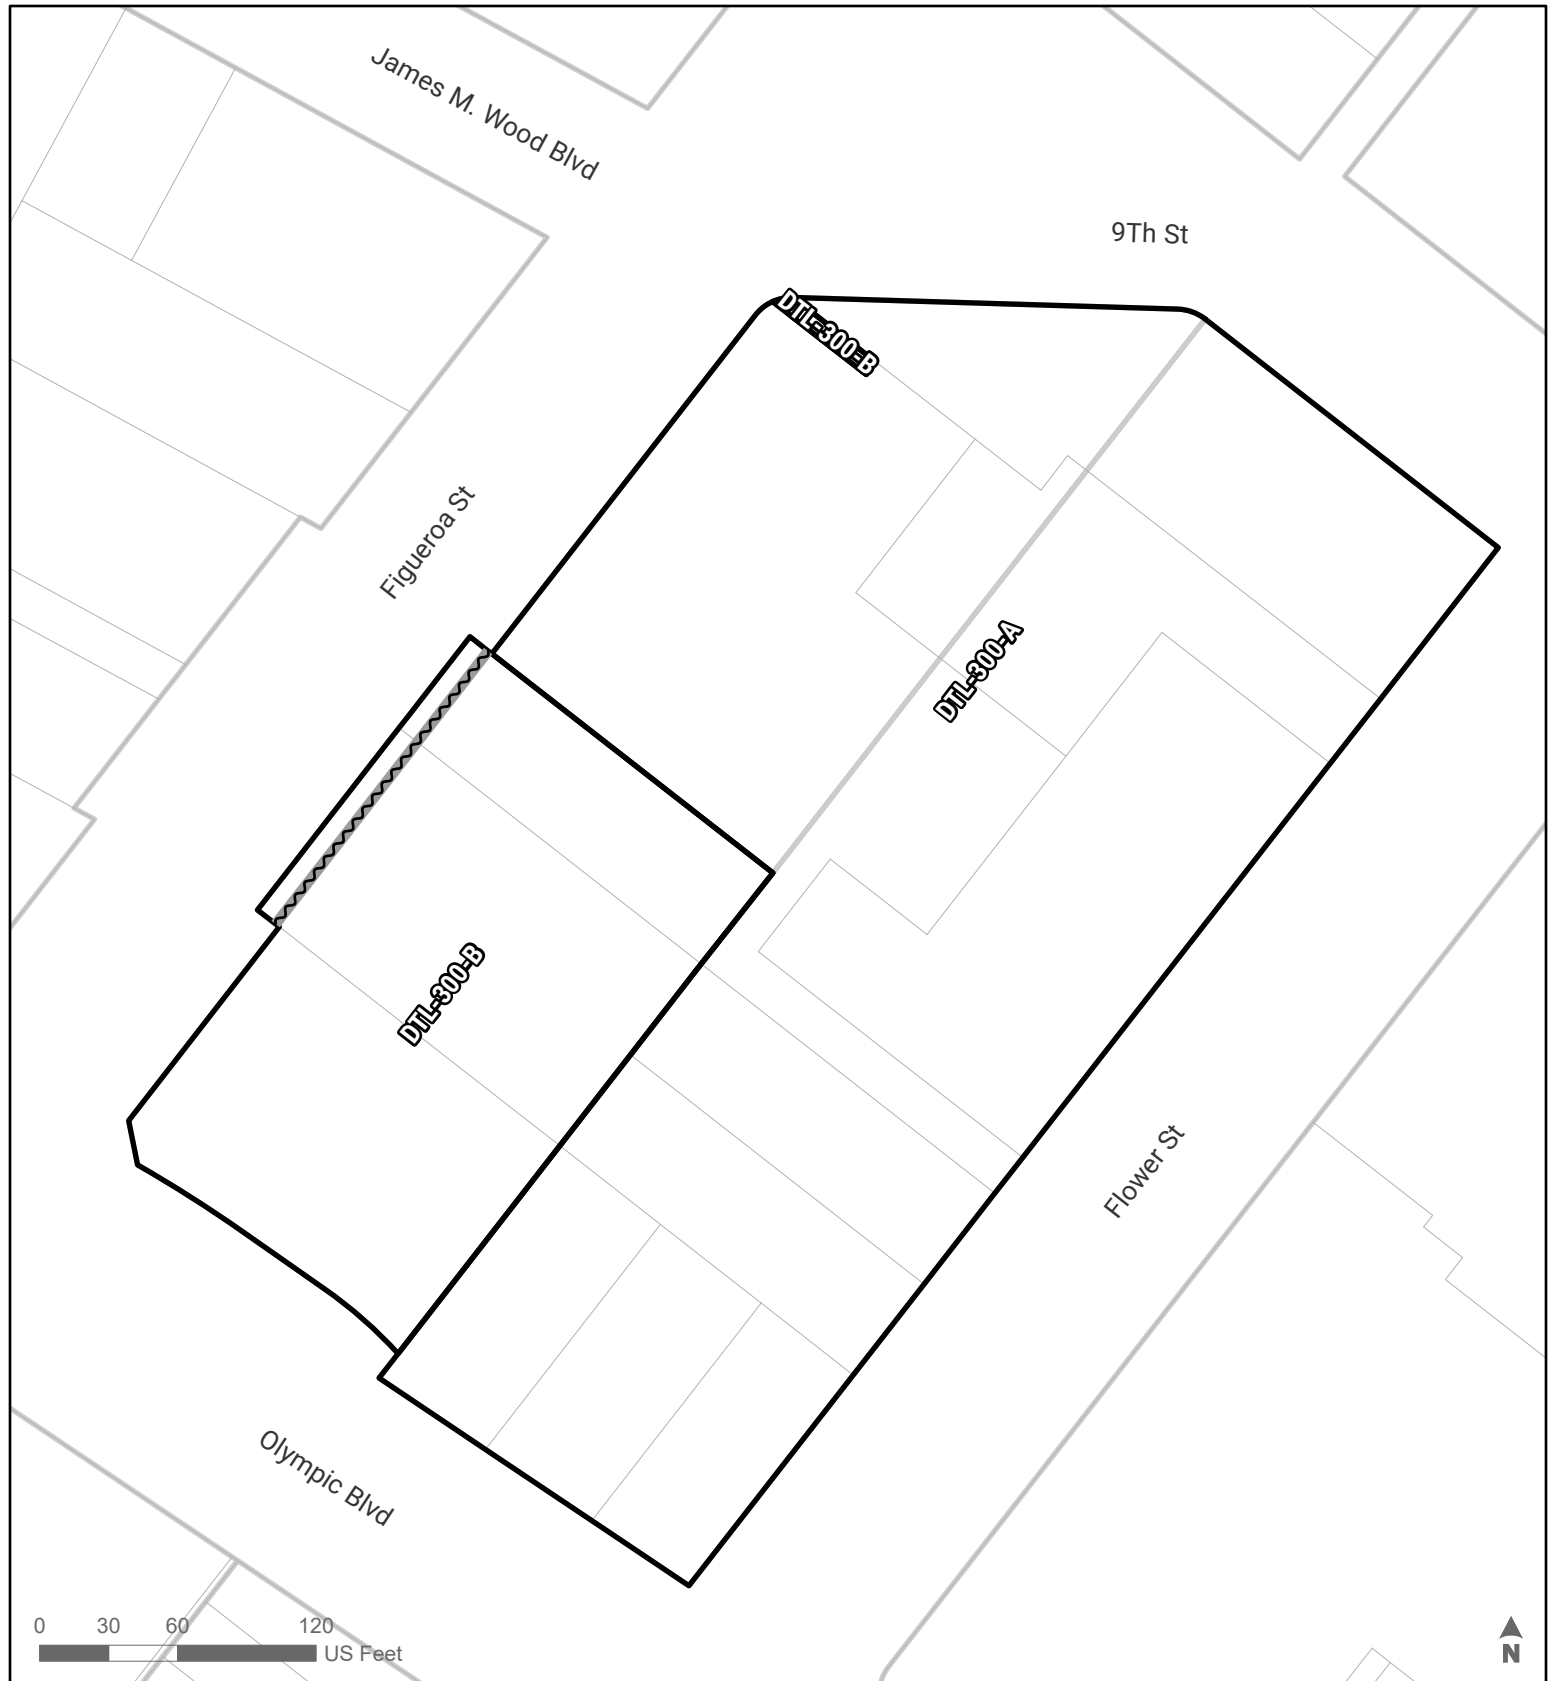 James M. Wood Blvd
9Th St
DTL-300-B
Figueroa St
DTL-300-A
DTL-300-B
Flower St
Olympic Blvd
0 30 60 120
US Feet
N